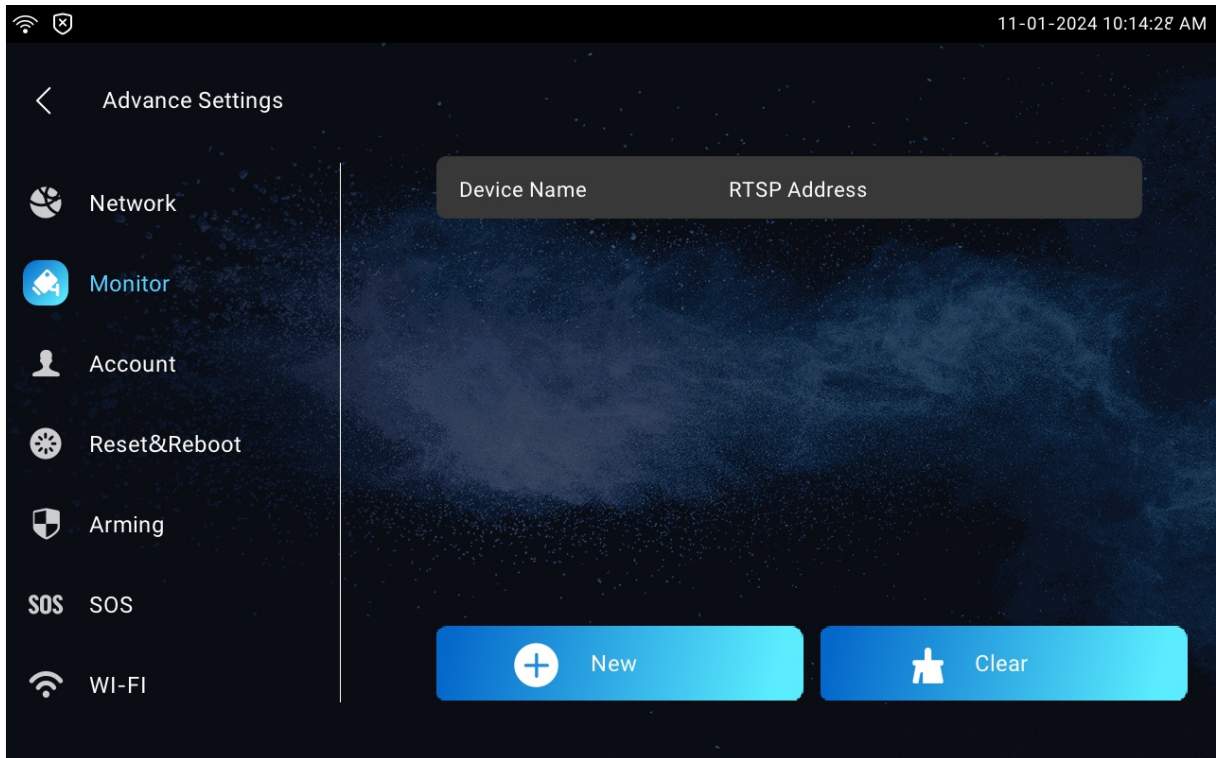 11-01-2024 10:14:28 AM
Advance Settings
Network
Monitor
Account
Reset&Reboot
Arming
SOS SOS
WI-FI
Device Name RTSP Address
New Clear